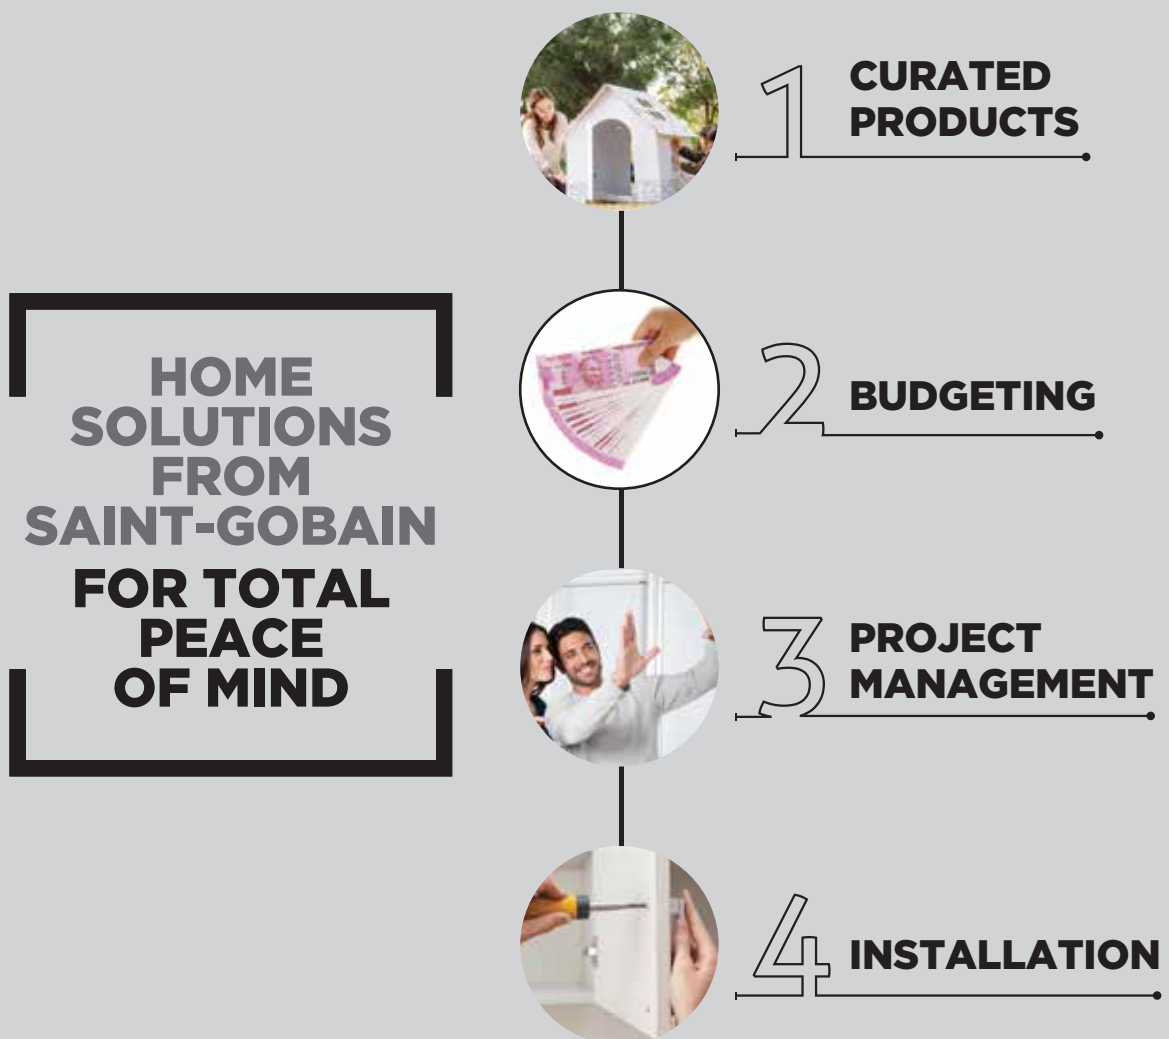 HOME
SOLUTIONS
FROM
SAINT-GOBAIN
FOR TOTAL
PEACE
OF MIND
1 CURATED
PRODUCTS
2 BUDGETING
3 PROJECT
MANAGEMENT
4 INSTALLATION